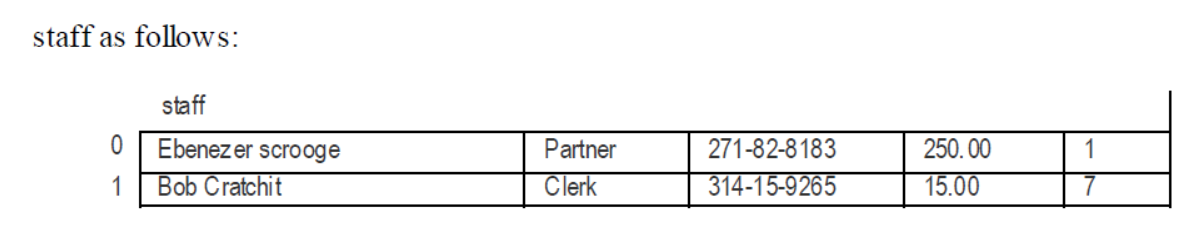 staff as follows:
staff
0 Ebenezer scrooge Partner 271-82-8183 250.00 1
1 Bob Cratchit Clerk 314-15-9265 15.00 7